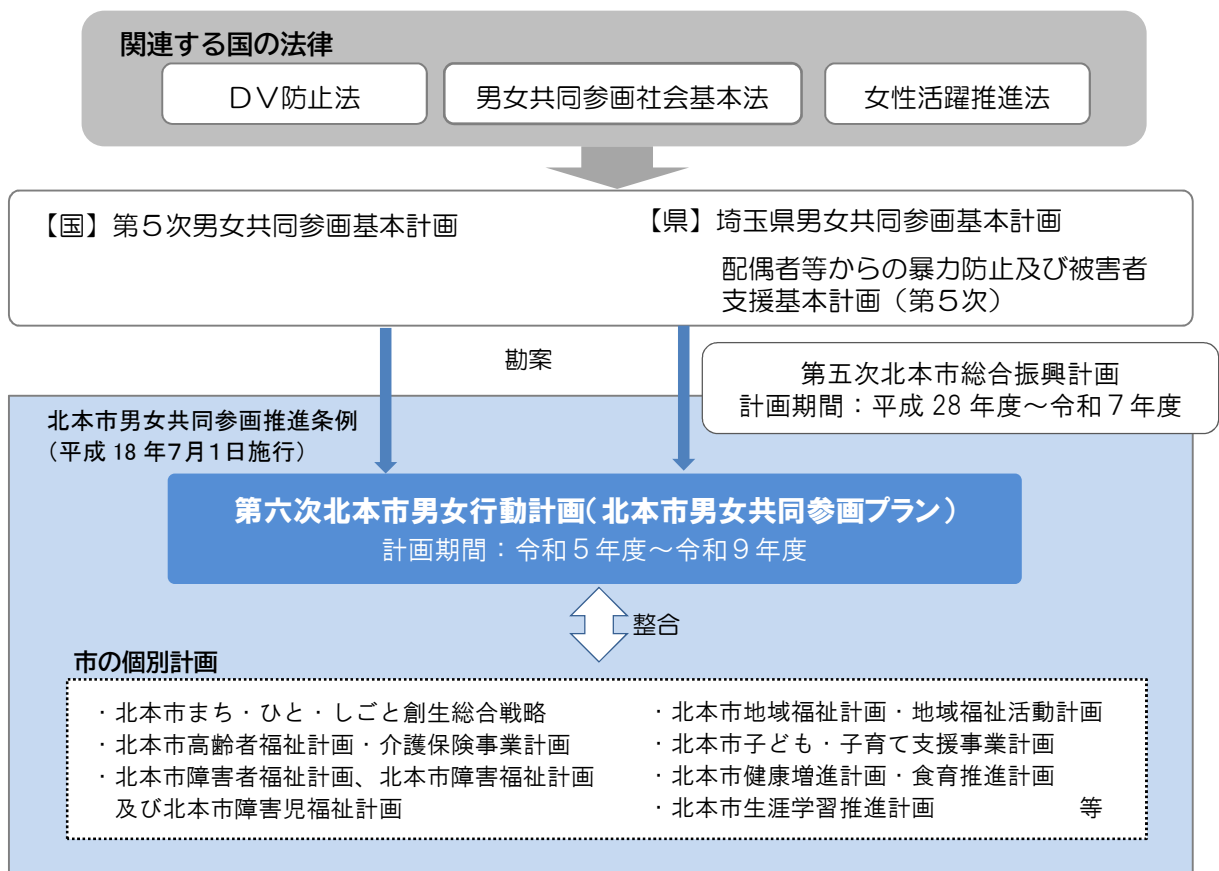 関連する国の法律
DV防止法
男女共同参画社会基本法
女性活躍推進法
【国】第5次男女共同参画基本計画
【県】埼玉県男女共同参画基本計画
配偶者等からの暴力防止及び被害者
支援基本計画（第5次）
勘案
第五次北本市総合振興計画
計画期間：平成 28 年度～令和7年度
北本市男女共同参画推進条例
（平成 18 年7月1日施行）
第六次北本市男女行動計画（北本市男女共同参画プラン）
計画期間：令和5年度～令和9年度
整合
市の個別計画
・北本市まち・ひと・しごと創生総合戦略
・北本市高齢者福祉計画・介護保険事業計画
・北本市障害者福祉計画、北本市障害福祉計画
及び北本市障害児福祉計画
・北本市地域福祉計画・地域福祉活動計画
・北本市子ども・子育て支援事業計画
・北本市健康増進計画・食育推進計画
・北本市生涯学習推進計画　等